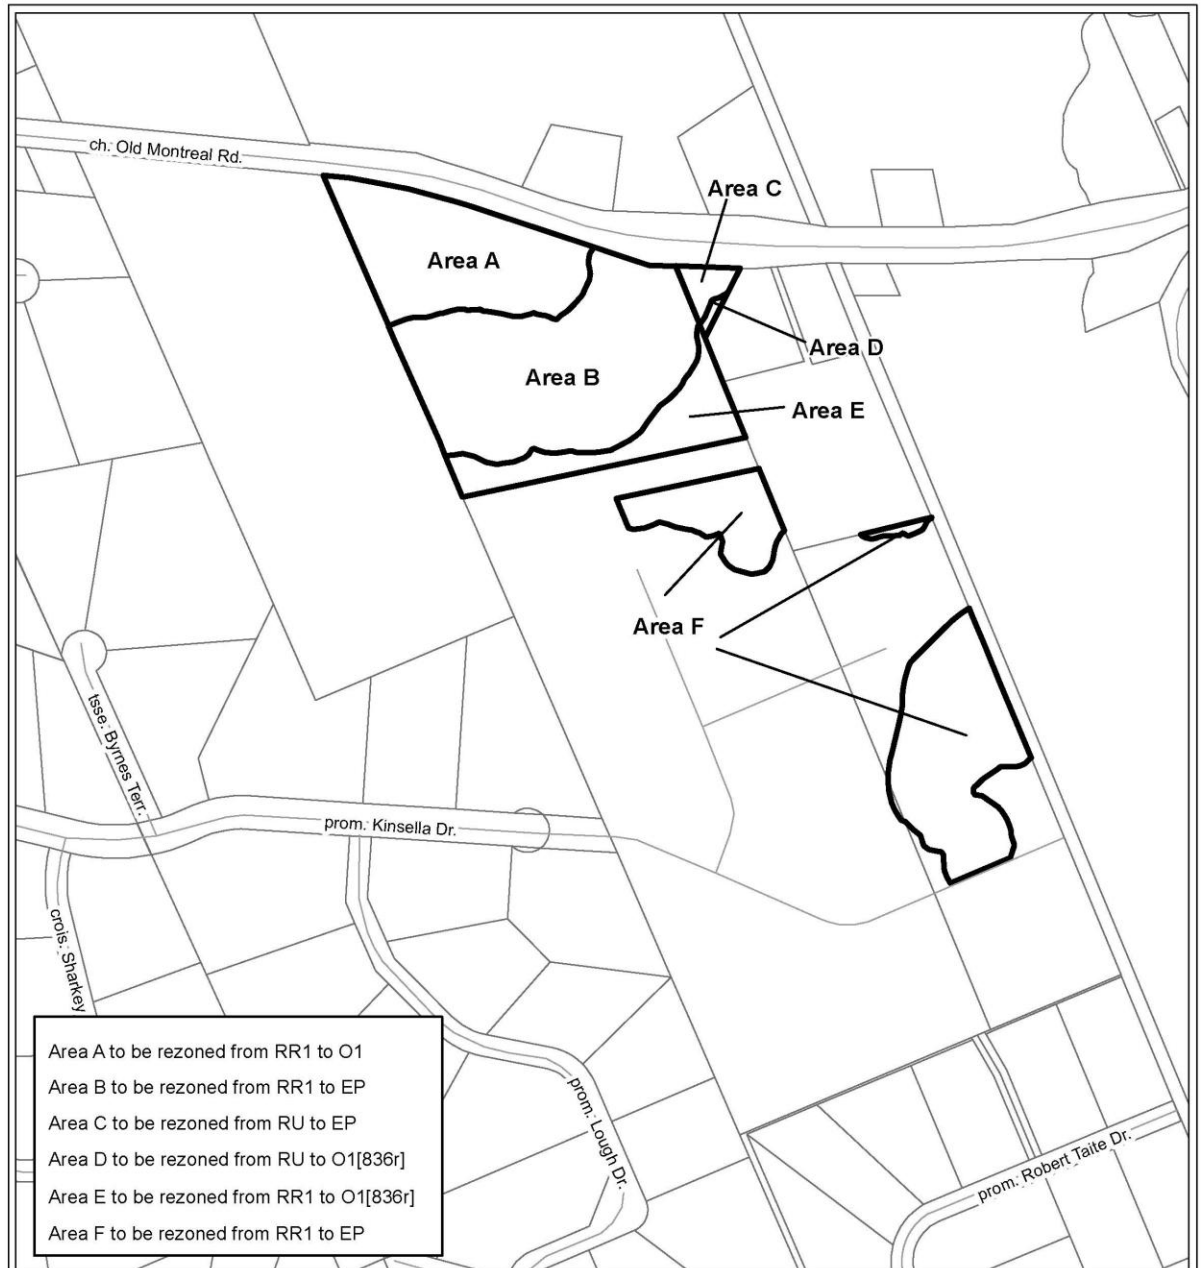 ch. Old Montreal Rd.
Area C
Area A
Area D
Area B
Area E
Area F
tsse. Byrnes Terr.
prom. Kinsella Dr.
crois. Sharkey
prom. Lough Dr.
prom. Robert Taite Dr.
Area A to be rezoned from RR1 to O1
Area B to be rezoned from RR1 to EP
Area C to be rezoned from RU to EP
Area D to be rezoned from RU to O1[836r]
Area E to be rezoned from RR1 to O1[836r]
Area F to be rezoned from RR1 to EP